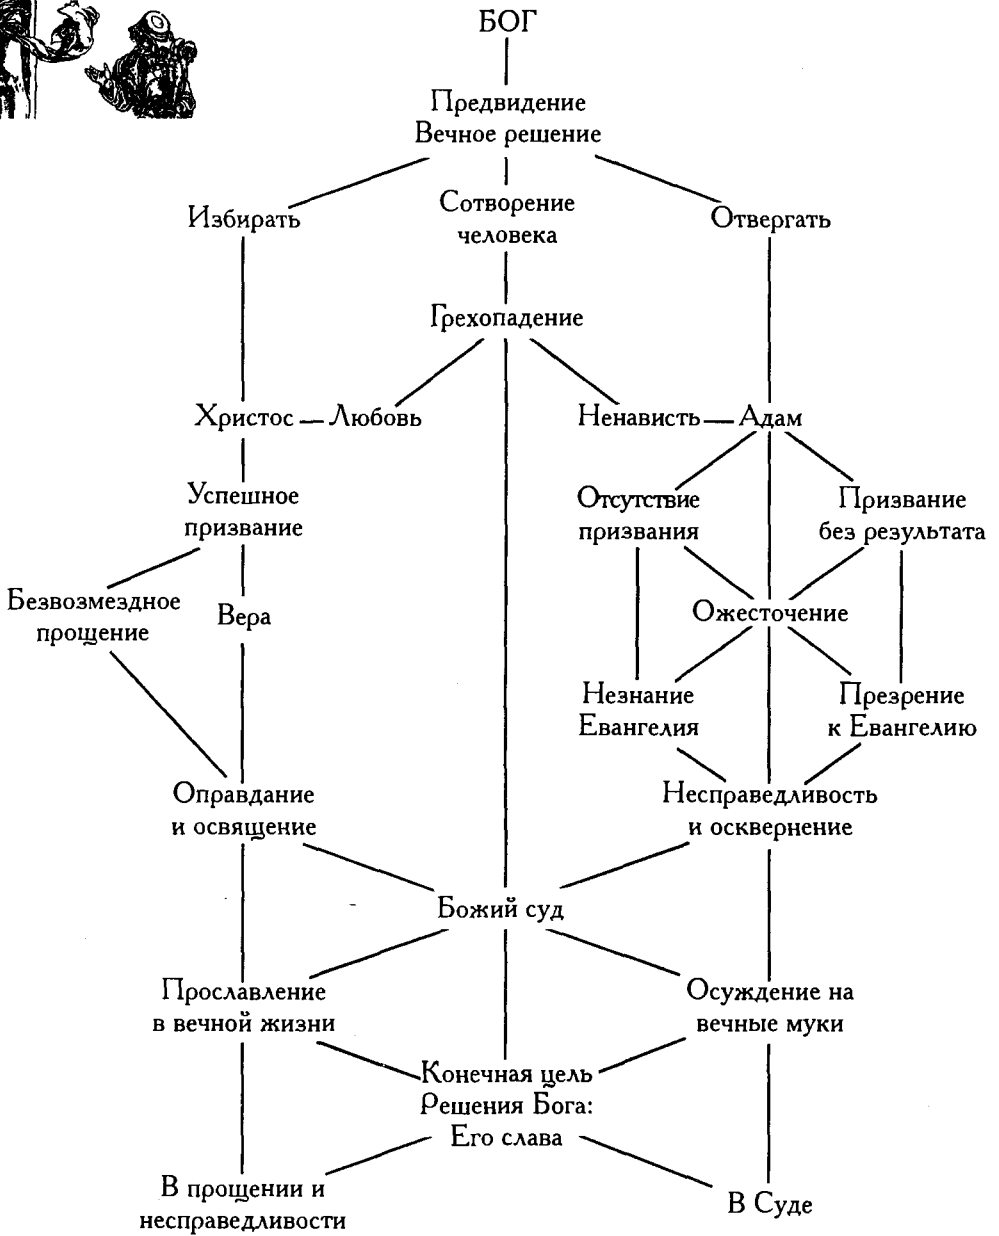 БОГ
Предвидение
Вечное решение
Избирать
Сотворение
человека
Отвергать
Грехопадение
Христос – Любовь
Ненависть – Адам
Успешное
призвание
Отсутствие
призвания
Призвание
без результата
Безвозмездное
прощение
Вера
Ожесточение
Незнание
Евангелия
Презрение
к Евангелию
Оправдание
и освящение
Несправедливость
и осквернение
Божий суд
Прославление
в вечной жизни
Осуждение на
вечные муки
Конечная цель
Решения Бога:
Его слава
В прощении и
несправедливости
В Суде